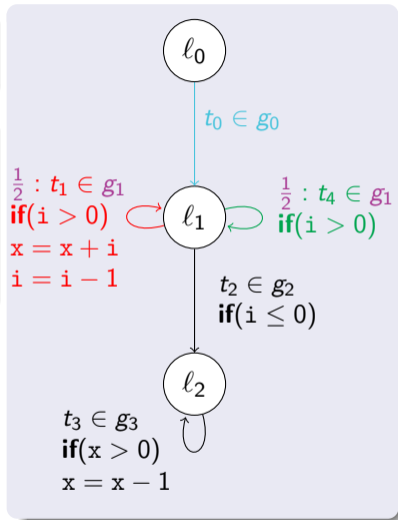 ℓ₀
t₀ ∈ g₀
½ : t₁ ∈ g₁
if(i > 0)
x = x + i
i = i − 1
ℓ₁
½ : t₄ ∈ g₁
if(i > 0)
t₂ ∈ g₂
if(i ≤ 0)
ℓ₂
t₃ ∈ g₃
if(x > 0)
x = x − 1